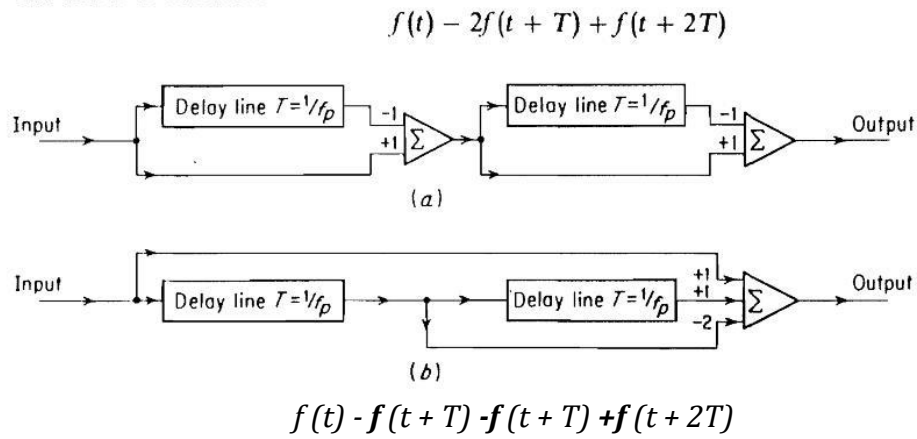 f(t) − 2f(t + T) + f(t + 2T)
Delay line T=1/fp
Delay line T=1/fp
Input
-1
+1
Σ
-1
+1
Σ
Output
(a)
Input
Delay line T=1/fp
Delay line T=1/fp
+1
+1
-2
Σ
Output
(b)
f (t) - f (t + T) -f (t + T) +f (t + 2T)